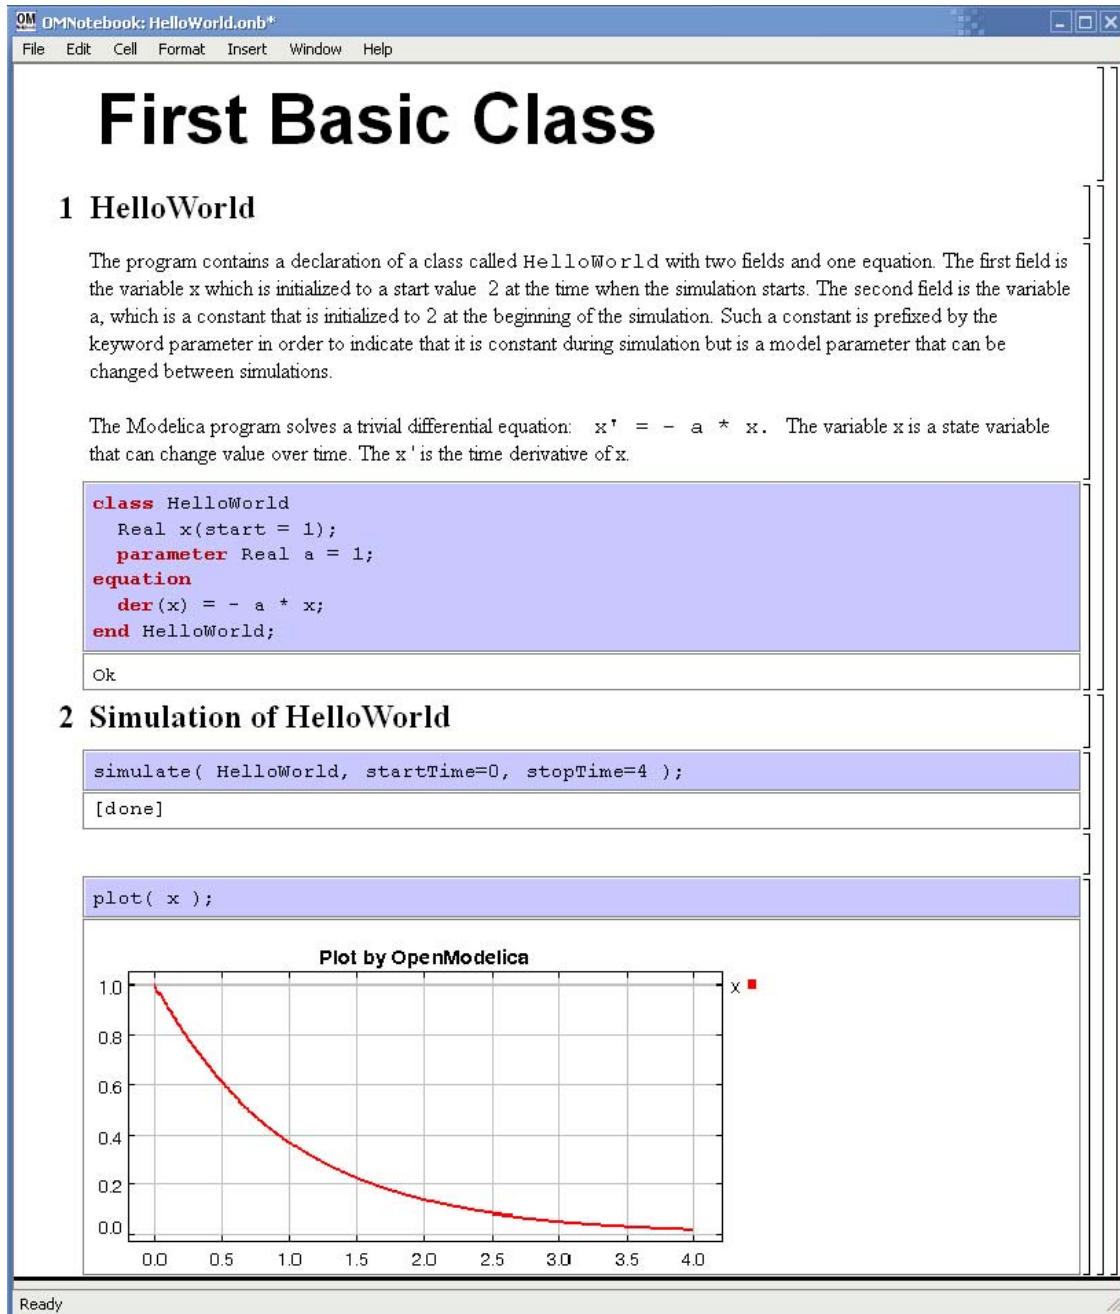 OMNotebook: HelloWorld.onb*
File Edit Cell Format Insert Window Help
First Basic Class
1 HelloWorld
The program contains a declaration of a class called HelloWorld with two fields and one equation. The first field is
the variable x which is initialized to a start value 2 at the time when the simulation starts. The second field is the variable
a, which is a constant that is initialized to 2 at the beginning of the simulation. Such a constant is prefixed by the
keyword parameter in order to indicate that it is constant during simulation but is a model parameter that can be
changed between simulations.
The Modelica program solves a trivial differential equation: x' = - a * x. The variable x is a state variable
that can change value over time. The x ' is the time derivative of x.
class HelloWorld
Real x(start = 1);
parameter Real a = 1;
equation
der(x) = - a * x;
end HelloWorld;
Ok
2 Simulation of HelloWorld
simulate( HelloWorld, startTime=0, stopTime=4 );
[done]
plot( x );
Plot by OpenModelica
1.0
x
0.8
0.6
0.4
0.2
0.0
0.0 0.5 1.0 1.5 2.0 2.5 3.0 3.5 4.0
Ready